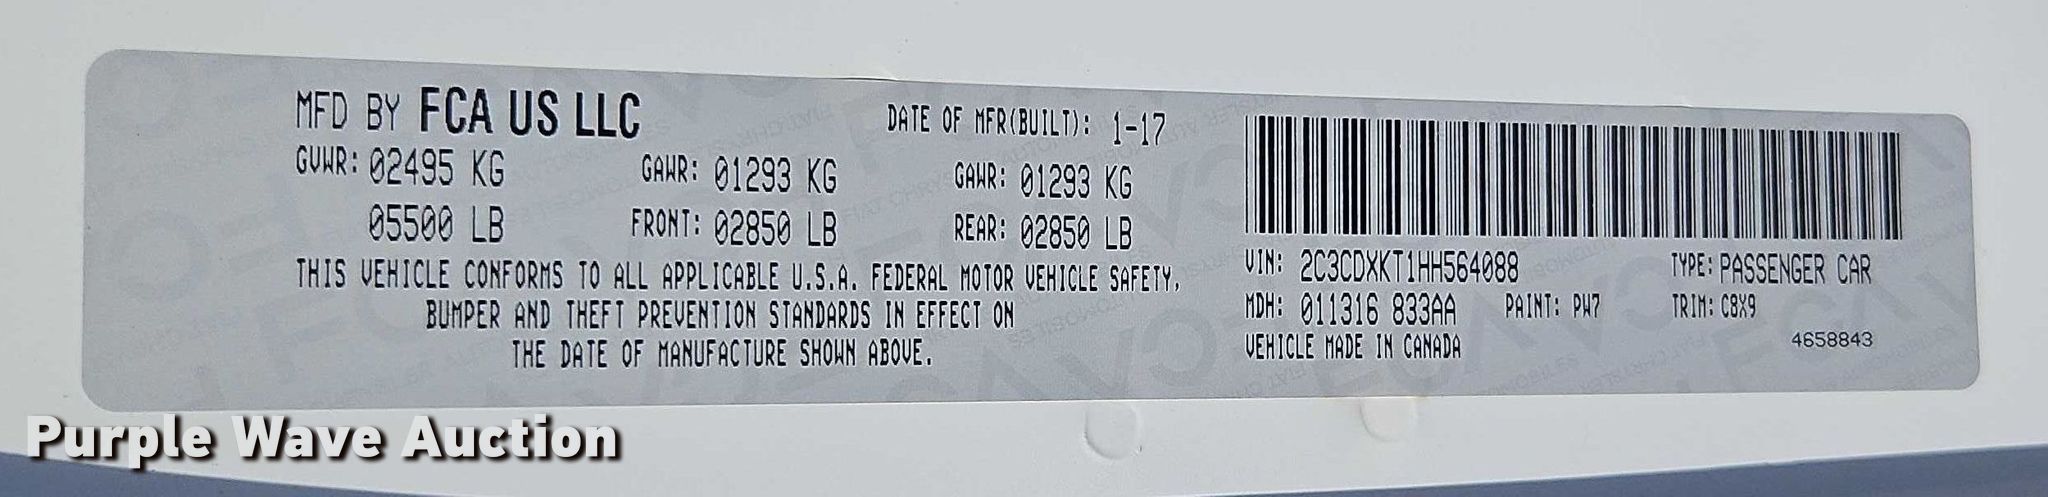 MFD BY FCA US LLC DATE OF MFR(BUILT): 1-17
GVWR: 02495 KG GAWR: 01293 KG GAWR: 01293 KG
05500 LB FRONT: 02850 LB REAR: 02850 LB
THIS VEHICLE CONFORMS TO ALL APPLICABLE U.S.A. FEDERAL MOTOR VEHICLE SAFETY,
BUMPER AND THEFT PREVENTION STANDARDS IN EFFECT ON
THE DATE OF MANUFACTURE SHOWN ABOVE.
VIN: 2C3CDXKT1HH564088 TYPE: PASSENGER CAR
MDH: 011316 833AA PAINT: PW7 TRIM: C8X9
VEHICLE MADE IN CANADA 4658843
Purple Wave Auction